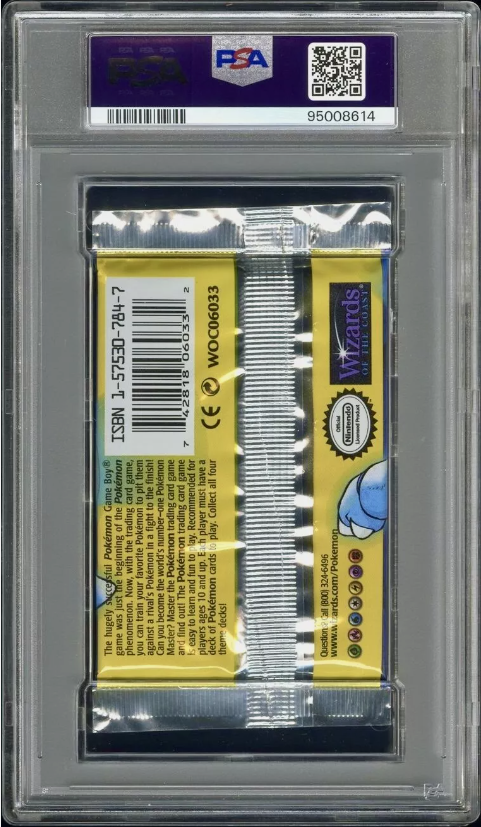 PSA
PSA
95008614
ISBN 1-57530-784-7
7 42818 06033 2
CE WOC06033
The hugely successful Pokémon Game Boy®
game was just the beginning of the Pokémon
phenomenon. Now, with the trading card game,
you can train your favorite Pokémon to pit them
against a rival's Pokémon in a fight to the finish!
Can you become the world's number-one Pokémon
Master? Master the Pokémon trading card game
and find out! The Pokémon trading card game
is easy to learn and fun to play. Recommended for
players ages 10 and up. Each player must have a
deck of Pokémon cards to play. Collect all four
theme decks!
Wizards
OF THE COAST®
Official
Nintendo
Licensed Product
Questions? Call (800) 324-6496
www.wizards.com/Pokemon